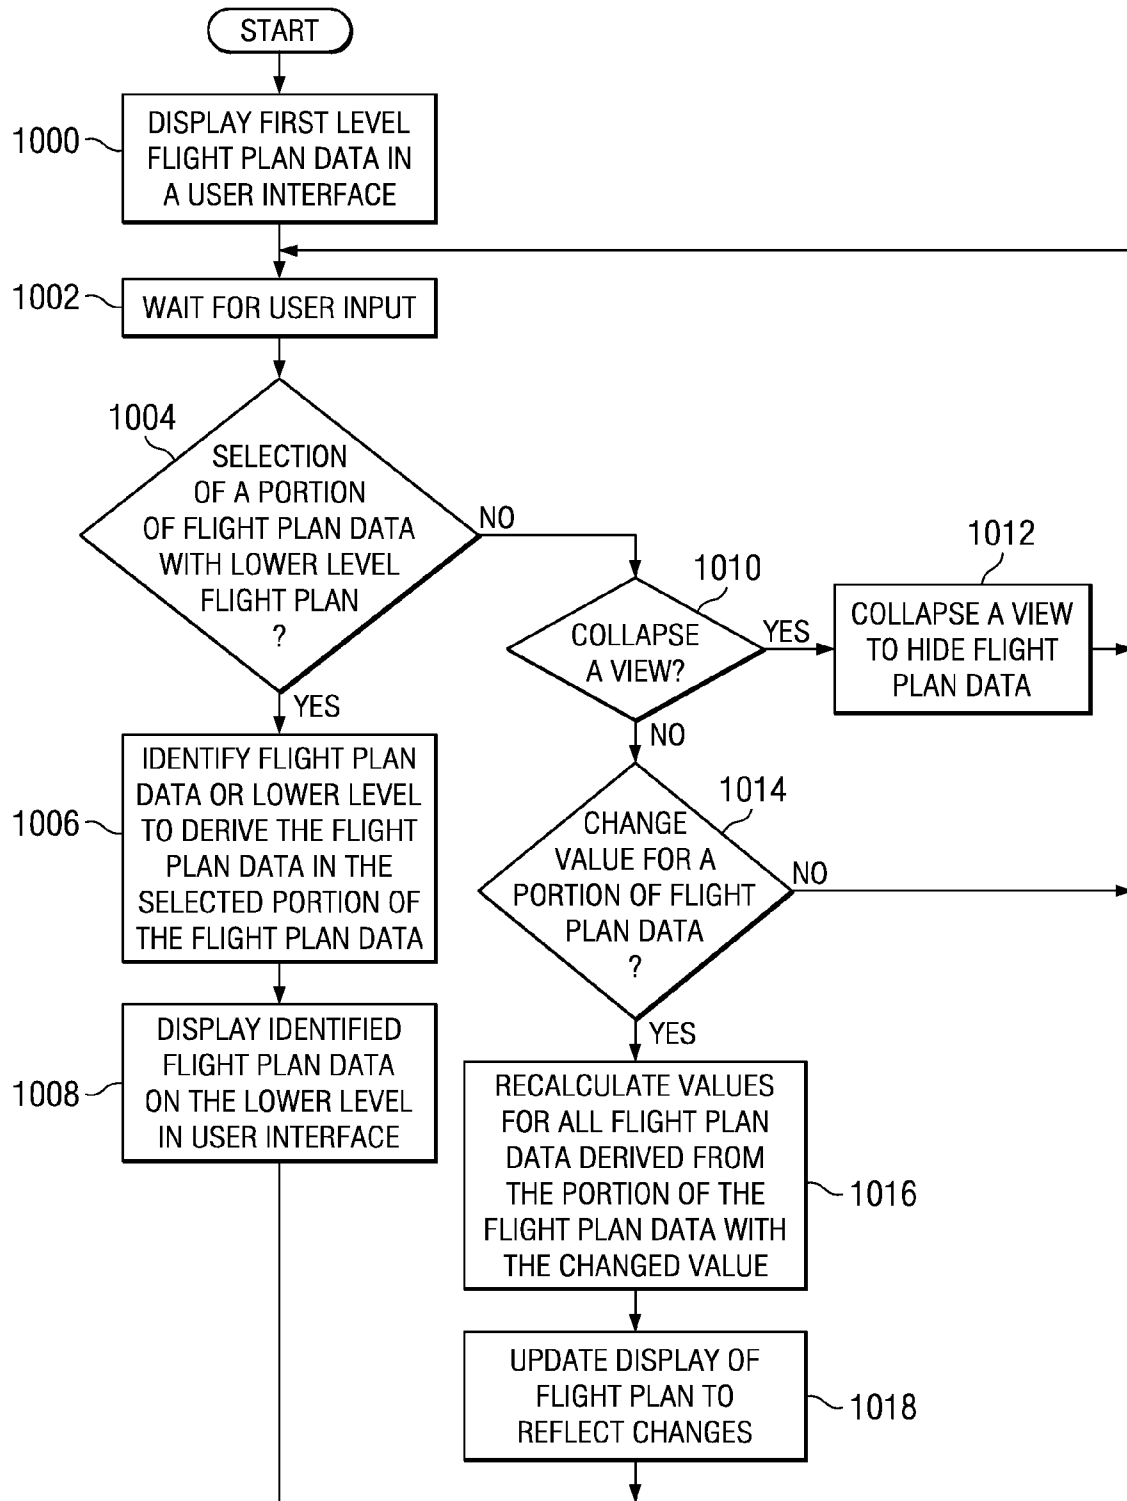 START
1000
DISPLAY FIRST LEVEL
FLIGHT PLAN DATA IN
A USER INTERFACE
1002
WAIT FOR USER INPUT
1004
SELECTION
OF A PORTION
OF FLIGHT PLAN DATA
WITH LOWER LEVEL
FLIGHT PLAN
?
NO
YES
1006
IDENTIFY FLIGHT PLAN
DATA OR LOWER LEVEL
TO DERIVE THE FLIGHT
PLAN DATA IN THE
SELECTED PORTION OF
THE FLIGHT PLAN DATA
1008
DISPLAY IDENTIFIED
FLIGHT PLAN DATA
ON THE LOWER LEVEL
IN USER INTERFACE
1010
COLLAPSE
A VIEW?
YES
NO
1012
COLLAPSE A VIEW
TO HIDE FLIGHT
PLAN DATA
1014
CHANGE
VALUE FOR A
PORTION OF FLIGHT
PLAN DATA
?
NO
YES
RECALCULATE VALUES
FOR ALL FLIGHT PLAN
DATA DERIVED FROM
THE PORTION OF THE
FLIGHT PLAN DATA WITH
THE CHANGED VALUE
1016
UPDATE DISPLAY OF
FLIGHT PLAN TO
REFLECT CHANGES
1018